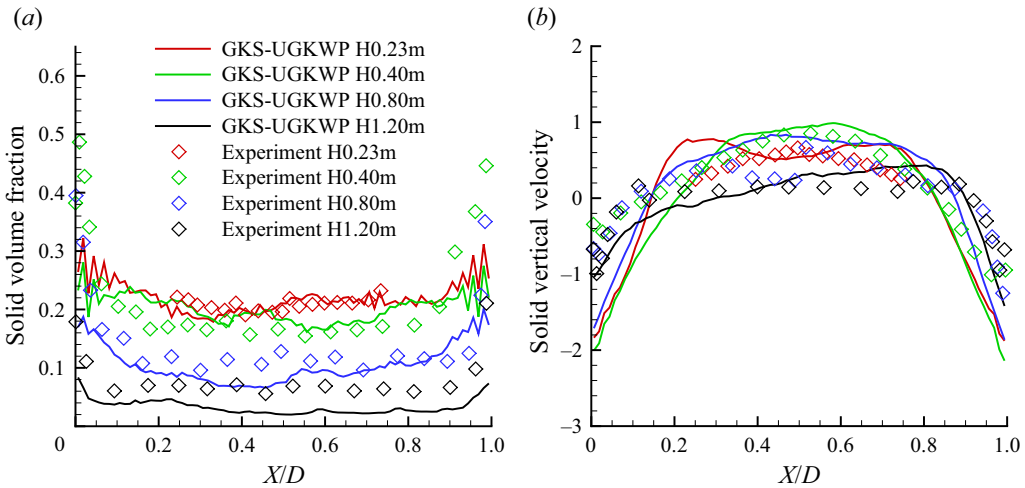 (a)
GKS-UGKWP H0.23m
GKS-UGKWP H0.40m
GKS-UGKWP H0.80m
GKS-UGKWP H1.20m
Experiment H0.23m
Experiment H0.40m
Experiment H0.80m
Experiment H1.20m
Solid volume fraction
0.6
0.5
0.4
0.3
0.2
0.1
0 0.2 0.4 0.6 0.8 1.0
X/D
(b)
Solid vertical velocity
2
1
0
−1
−2
−3
0 0.2 0.4 0.6 0.8 1.0
X/D